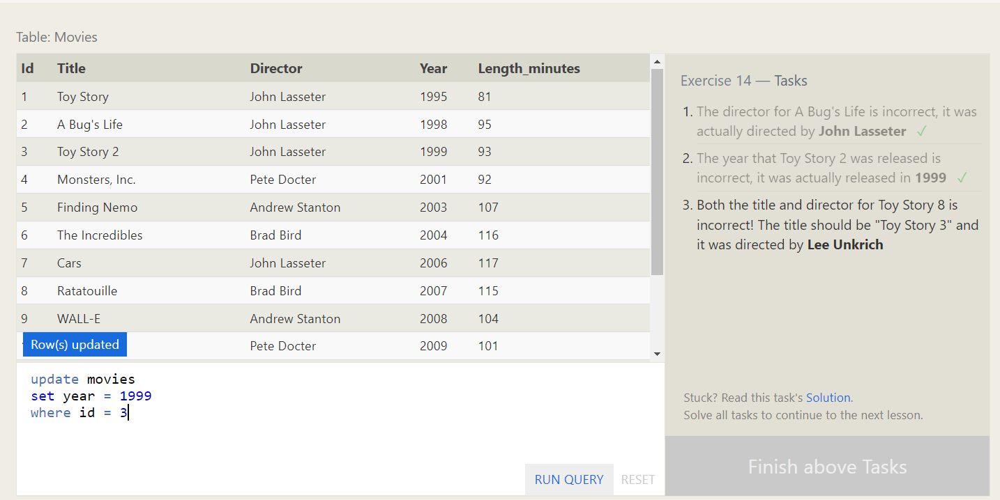 Table: Movies
Id Title Director Year Length_minutes
1 Toy Story John Lasseter 1995 81
2 A Bug's Life John Lasseter 1998 95
3 Toy Story 2 John Lasseter 1999 93
4 Monsters, Inc. Pete Docter 2001 92
5 Finding Nemo Andrew Stanton 2003 107
6 The Incredibles Brad Bird 2004 116
7 Cars John Lasseter 2006 117
8 Ratatouille Brad Bird 2007 115
9 WALL-E Andrew Stanton 2008 104
Pete Docter 2009 101
Row(s) updated
update movies
set year = 1999
where id = 3
RUN QUERY RESET
Exercise 14 — Tasks
1. The director for A Bug's Life is incorrect, it was
actually directed by John Lasseter ✓
2. The year that Toy Story 2 was released is
incorrect, it was actually released in 1999 ✓
3. Both the title and director for Toy Story 8 is
incorrect! The title should be "Toy Story 3" and
it was directed by Lee Unkrich
Stuck? Read this task's Solution.
Solve all tasks to continue to the next lesson.
Finish above Tasks